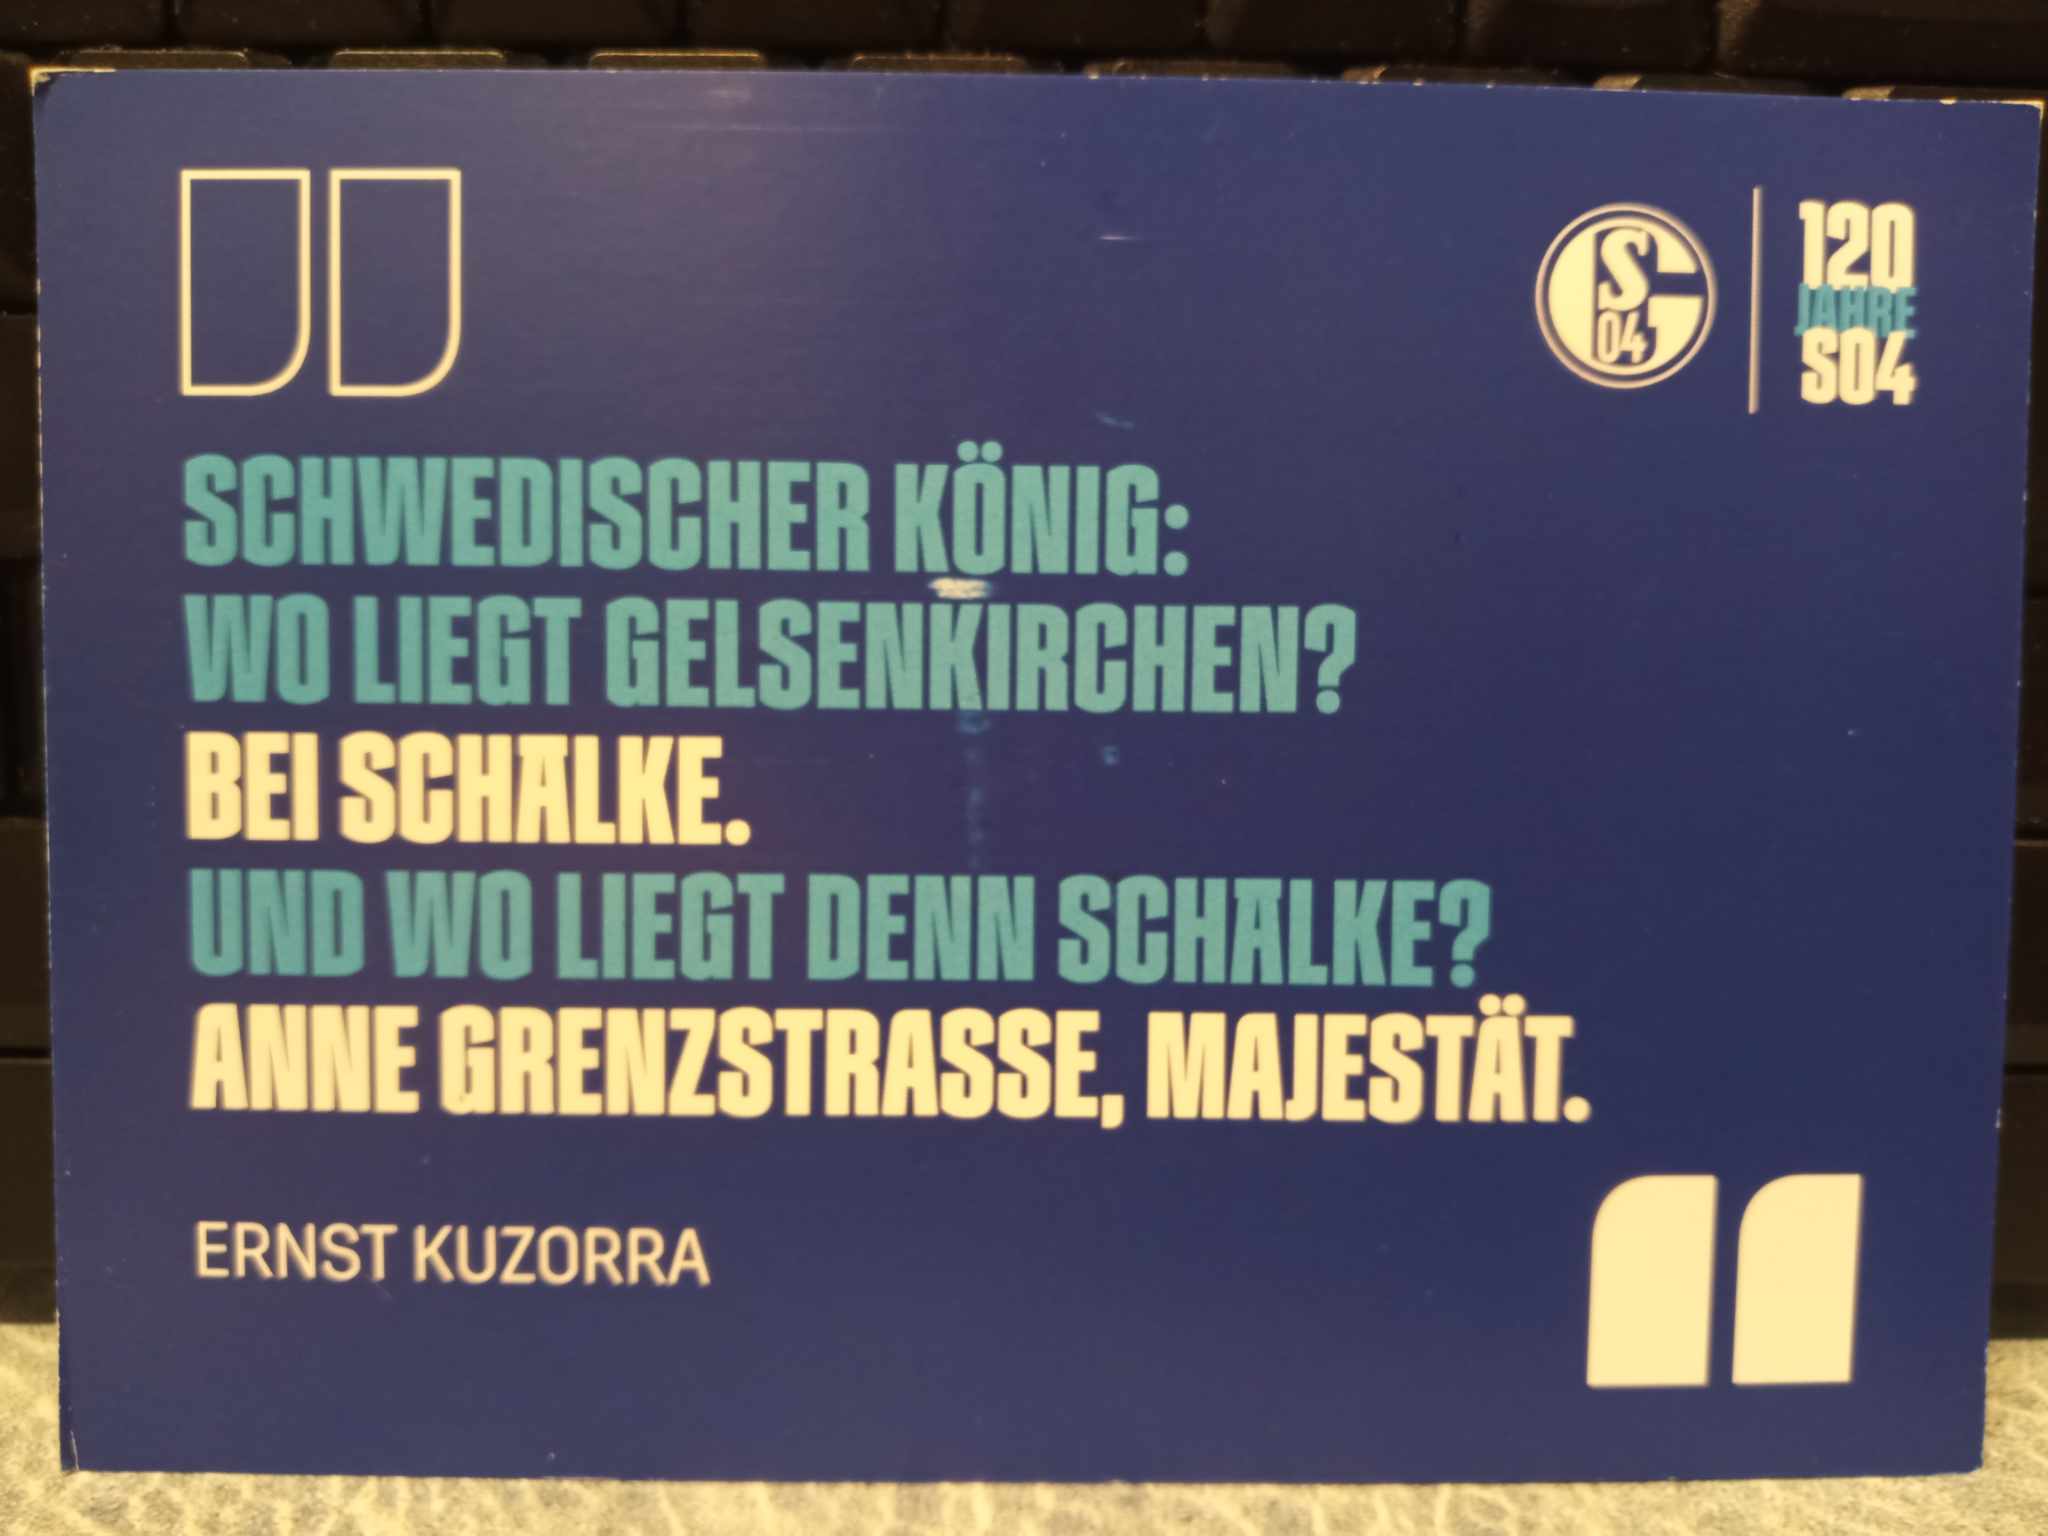 S
04
120
JAHRE
S04
SCHWEDISCHER KÖNIG:
WO LIEGT GELSENKIRCHEN?
BEI SCHALKE.
UND WO LIEGT DENN SCHALKE?
ANNE GRENZSTRASSE, MAJESTÄT.
ERNST KUZORRA